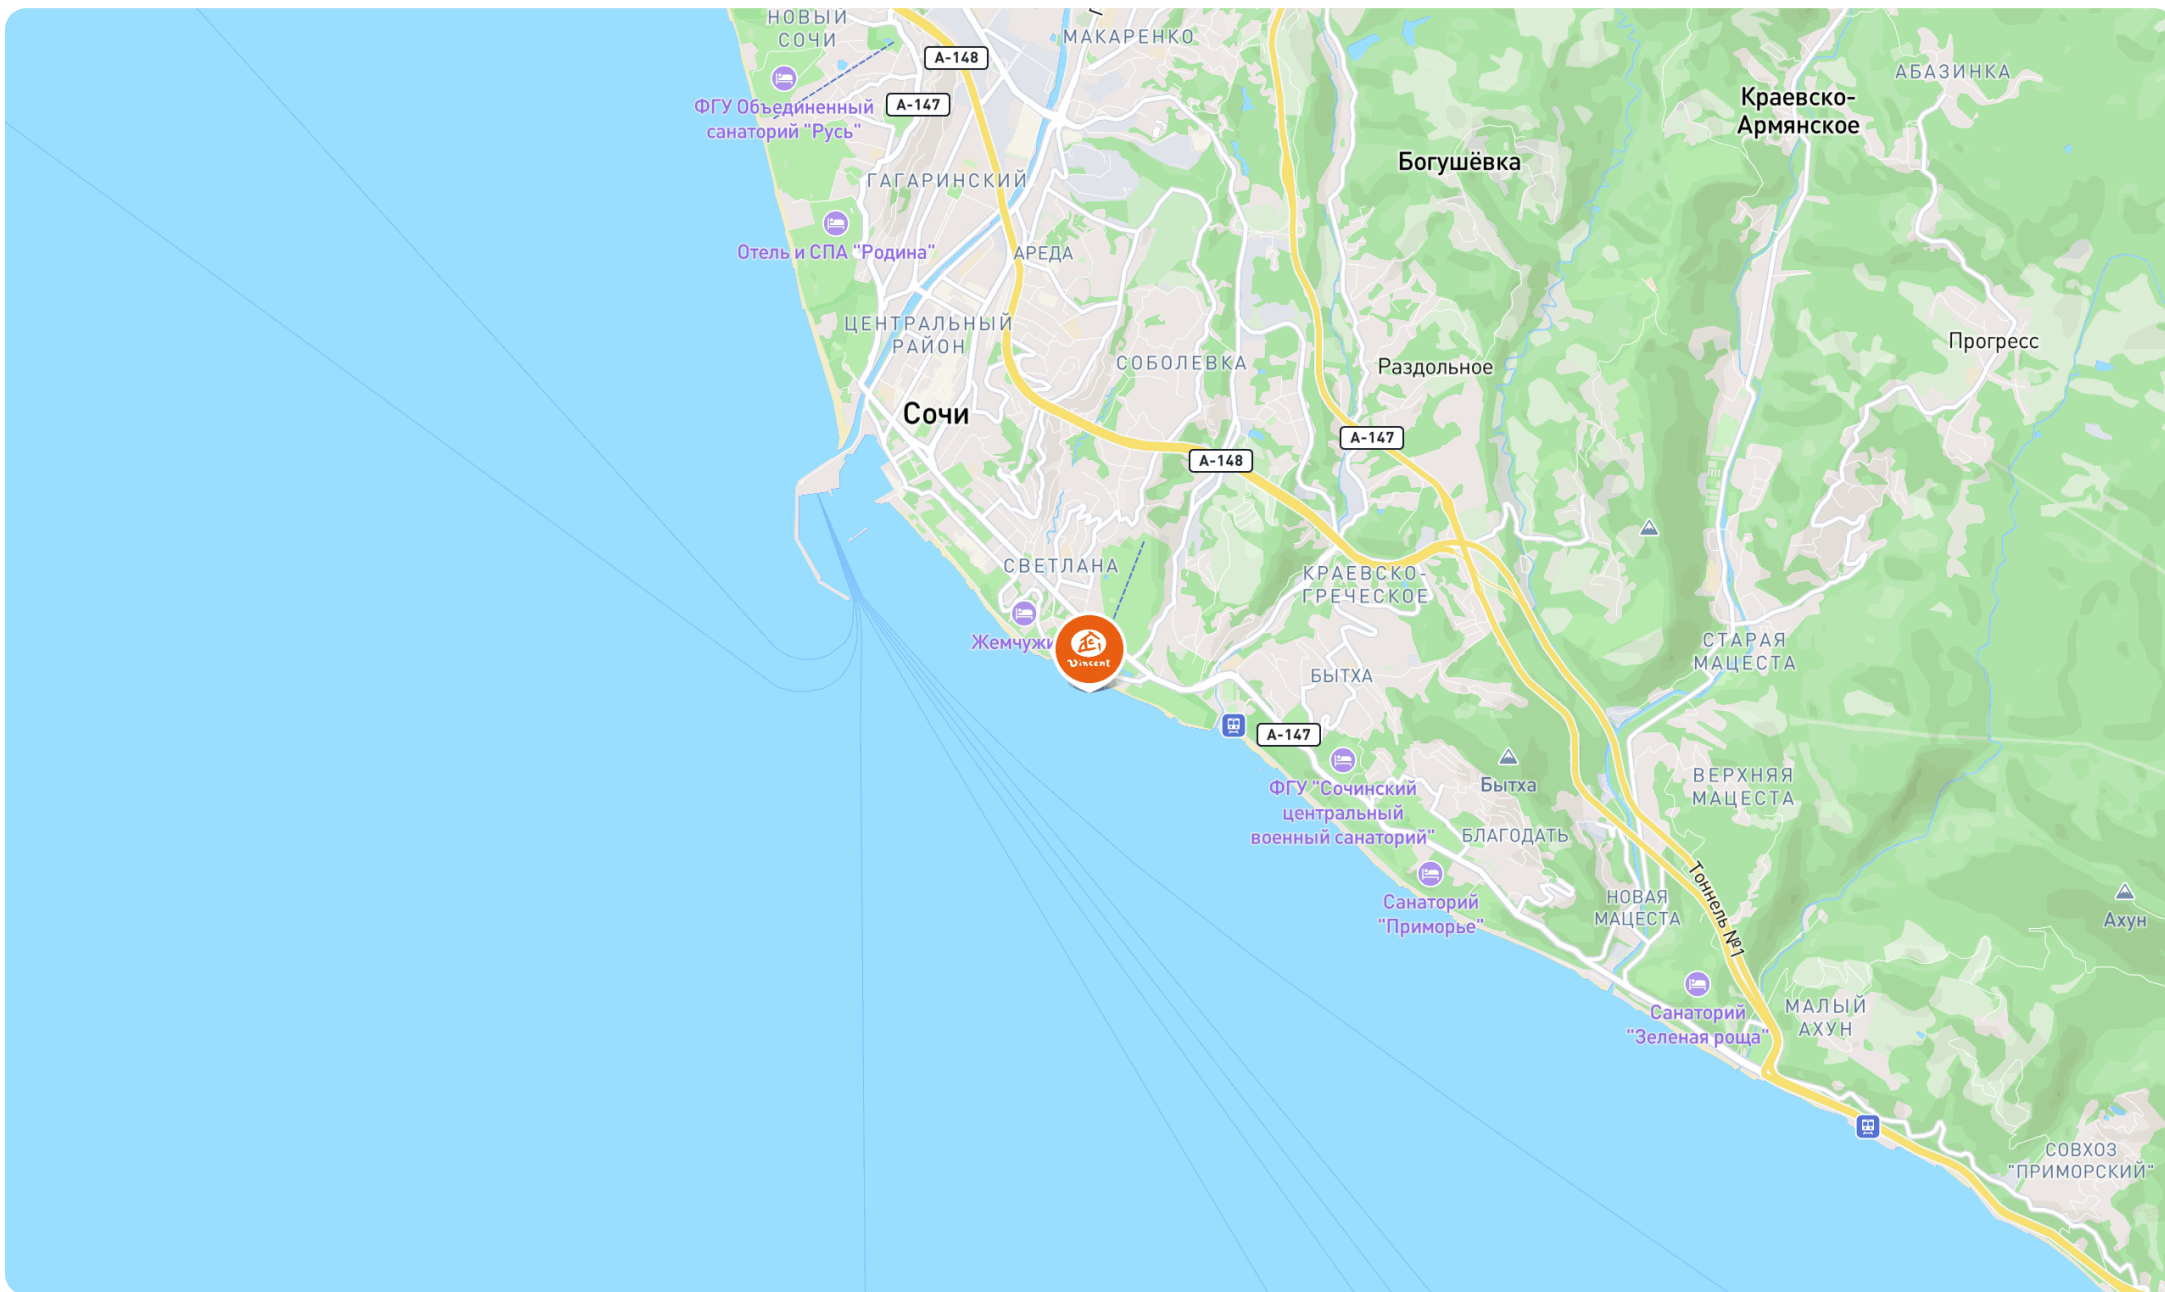 НОВЫЙ
СОЧИ
МАКАРЕНКО
А-148
АБАЗИНКА
А-147
ФГУ Объединенный
санаторий "Русь"
Краевско-
Армянское
Богушёвка
ГАГАРИНСКИЙ
Отель и СПА "Родина"
АРЕДА
ЦЕНТРАЛЬНЫЙ
РАЙОН
Прогресс
СОБОЛЕВКА
Раздольное
Сочи
А-147
А-148
СВЕТЛАНА
КРАЕВСКО-
ГРЕЧЕСКОЕ
Жемчужи
Vincent
СТАРАЯ
МАЦЕСТА
БЫТХА
А-147
ФГУ "Сочинский
центральный
военный санаторий"
Бытха
ВЕРХНЯЯ
МАЦЕСТА
БЛАГОДАТЬ
Санаторий
"Приморье"
НОВАЯ
МАЦЕСТА
Тоннель №1
Ахун
Санаторий
"Зеленая роща"
МАЛЫЙ
АХУН
СОВХОЗ
"ПРИМОРСКИЙ"